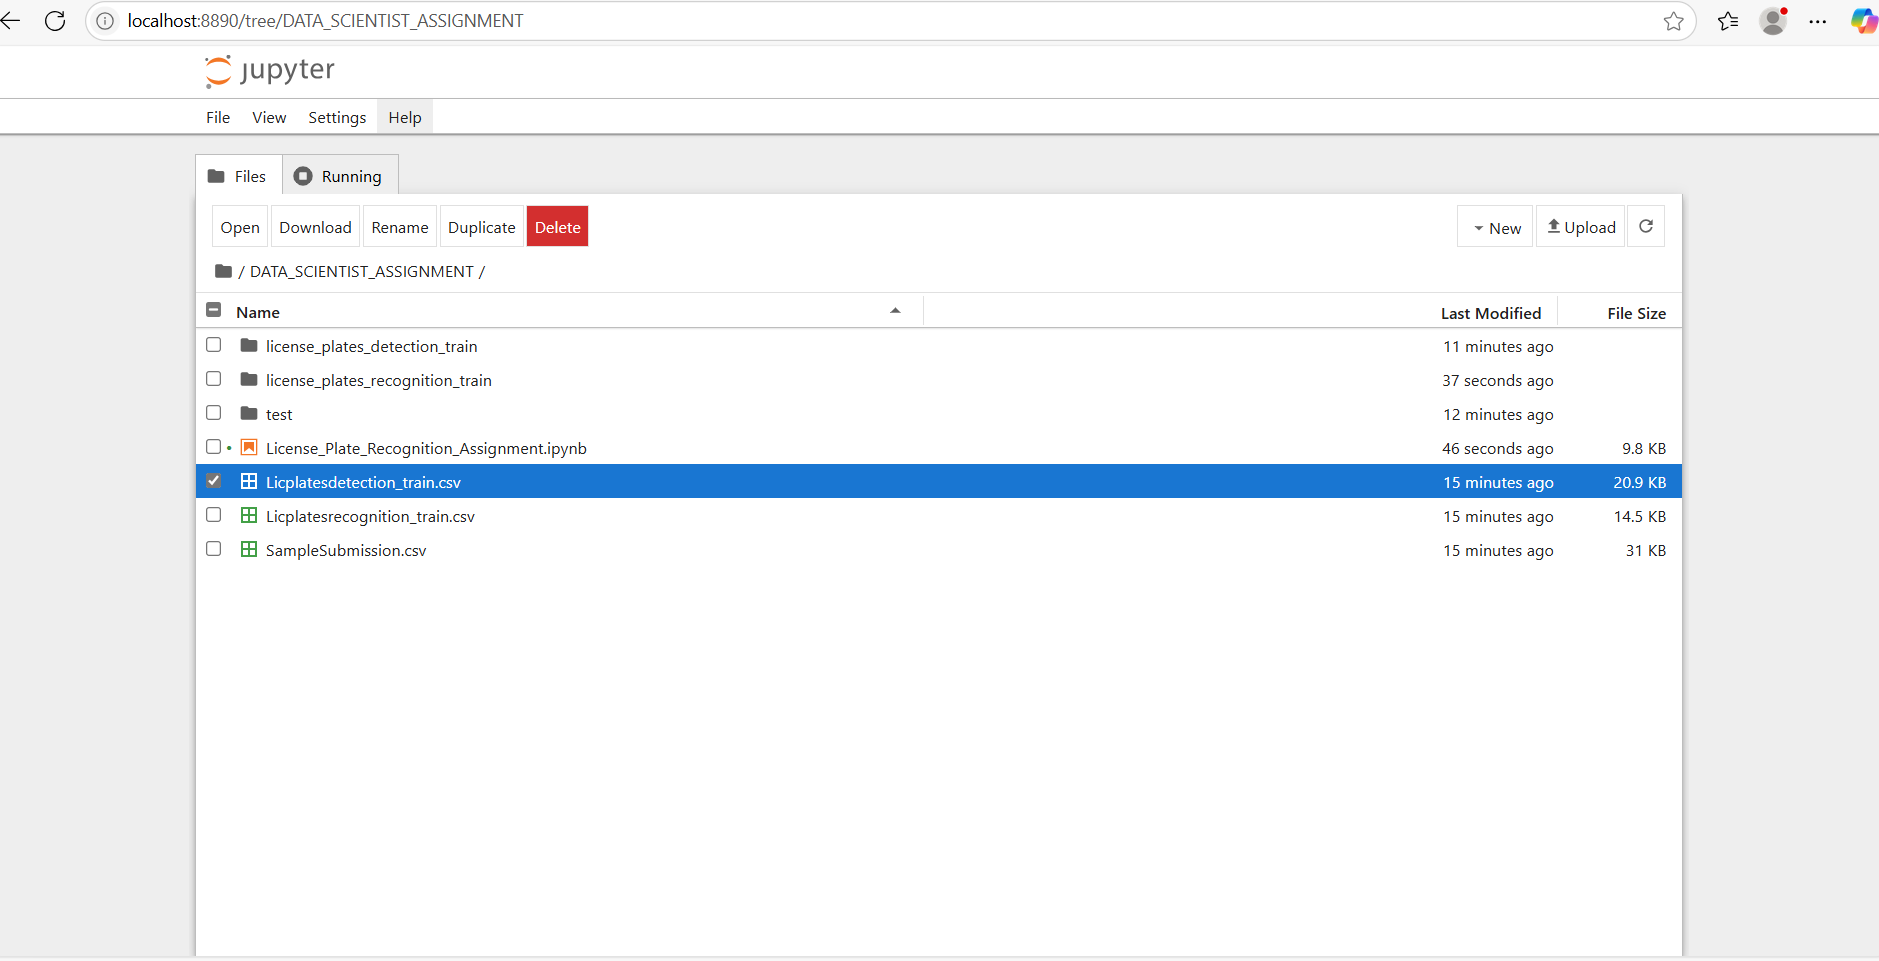 localhost:8890/tree/DATA_SCIENTIST_ASSIGNMENT
jupyter
File View Settings Help
Files Running
Open Download Rename Duplicate Delete New Upload
/ DATA_SCIENTIST_ASSIGNMENT /
Name Last Modified File Size
license_plates_detection_train 11 minutes ago
license_plates_recognition_train 37 seconds ago
test 12 minutes ago
License_Plate_Recognition_Assignment.ipynb 46 seconds ago 9.8 KB
Licplatesdetection_train.csv 15 minutes ago 20.9 KB
Licplatesrecognition_train.csv 15 minutes ago 14.5 KB
SampleSubmission.csv 15 minutes ago 31 KB